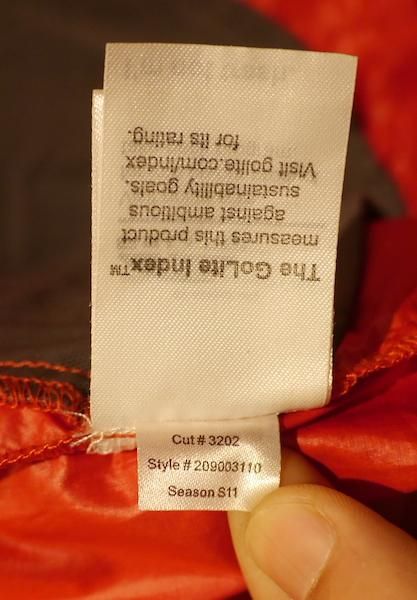 The GoLite Index™
measures this product
against ambitious
sustainability goals.
Visit golite.com/index
for its rating.
Cut # 3202
Style # 209003110
Season S11